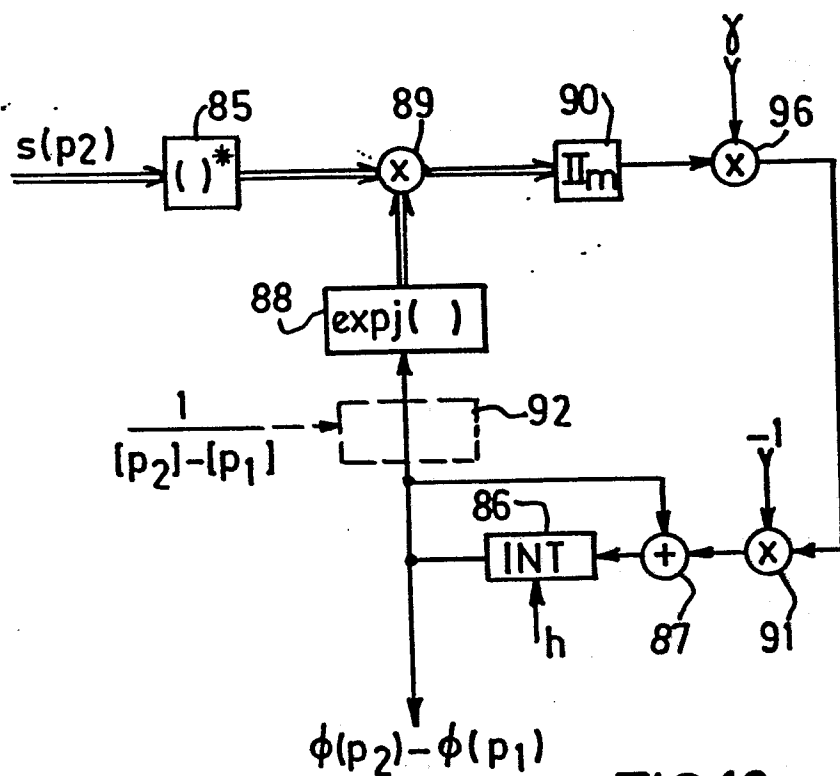 γ
85
89
90
96
s(p2)
( )*
x
IIm
x
88
expj( )
1
[p2]-[p1]
92
-1
86
INT
+
x
h
87
91
ϕ(p2)-ϕ(p1)